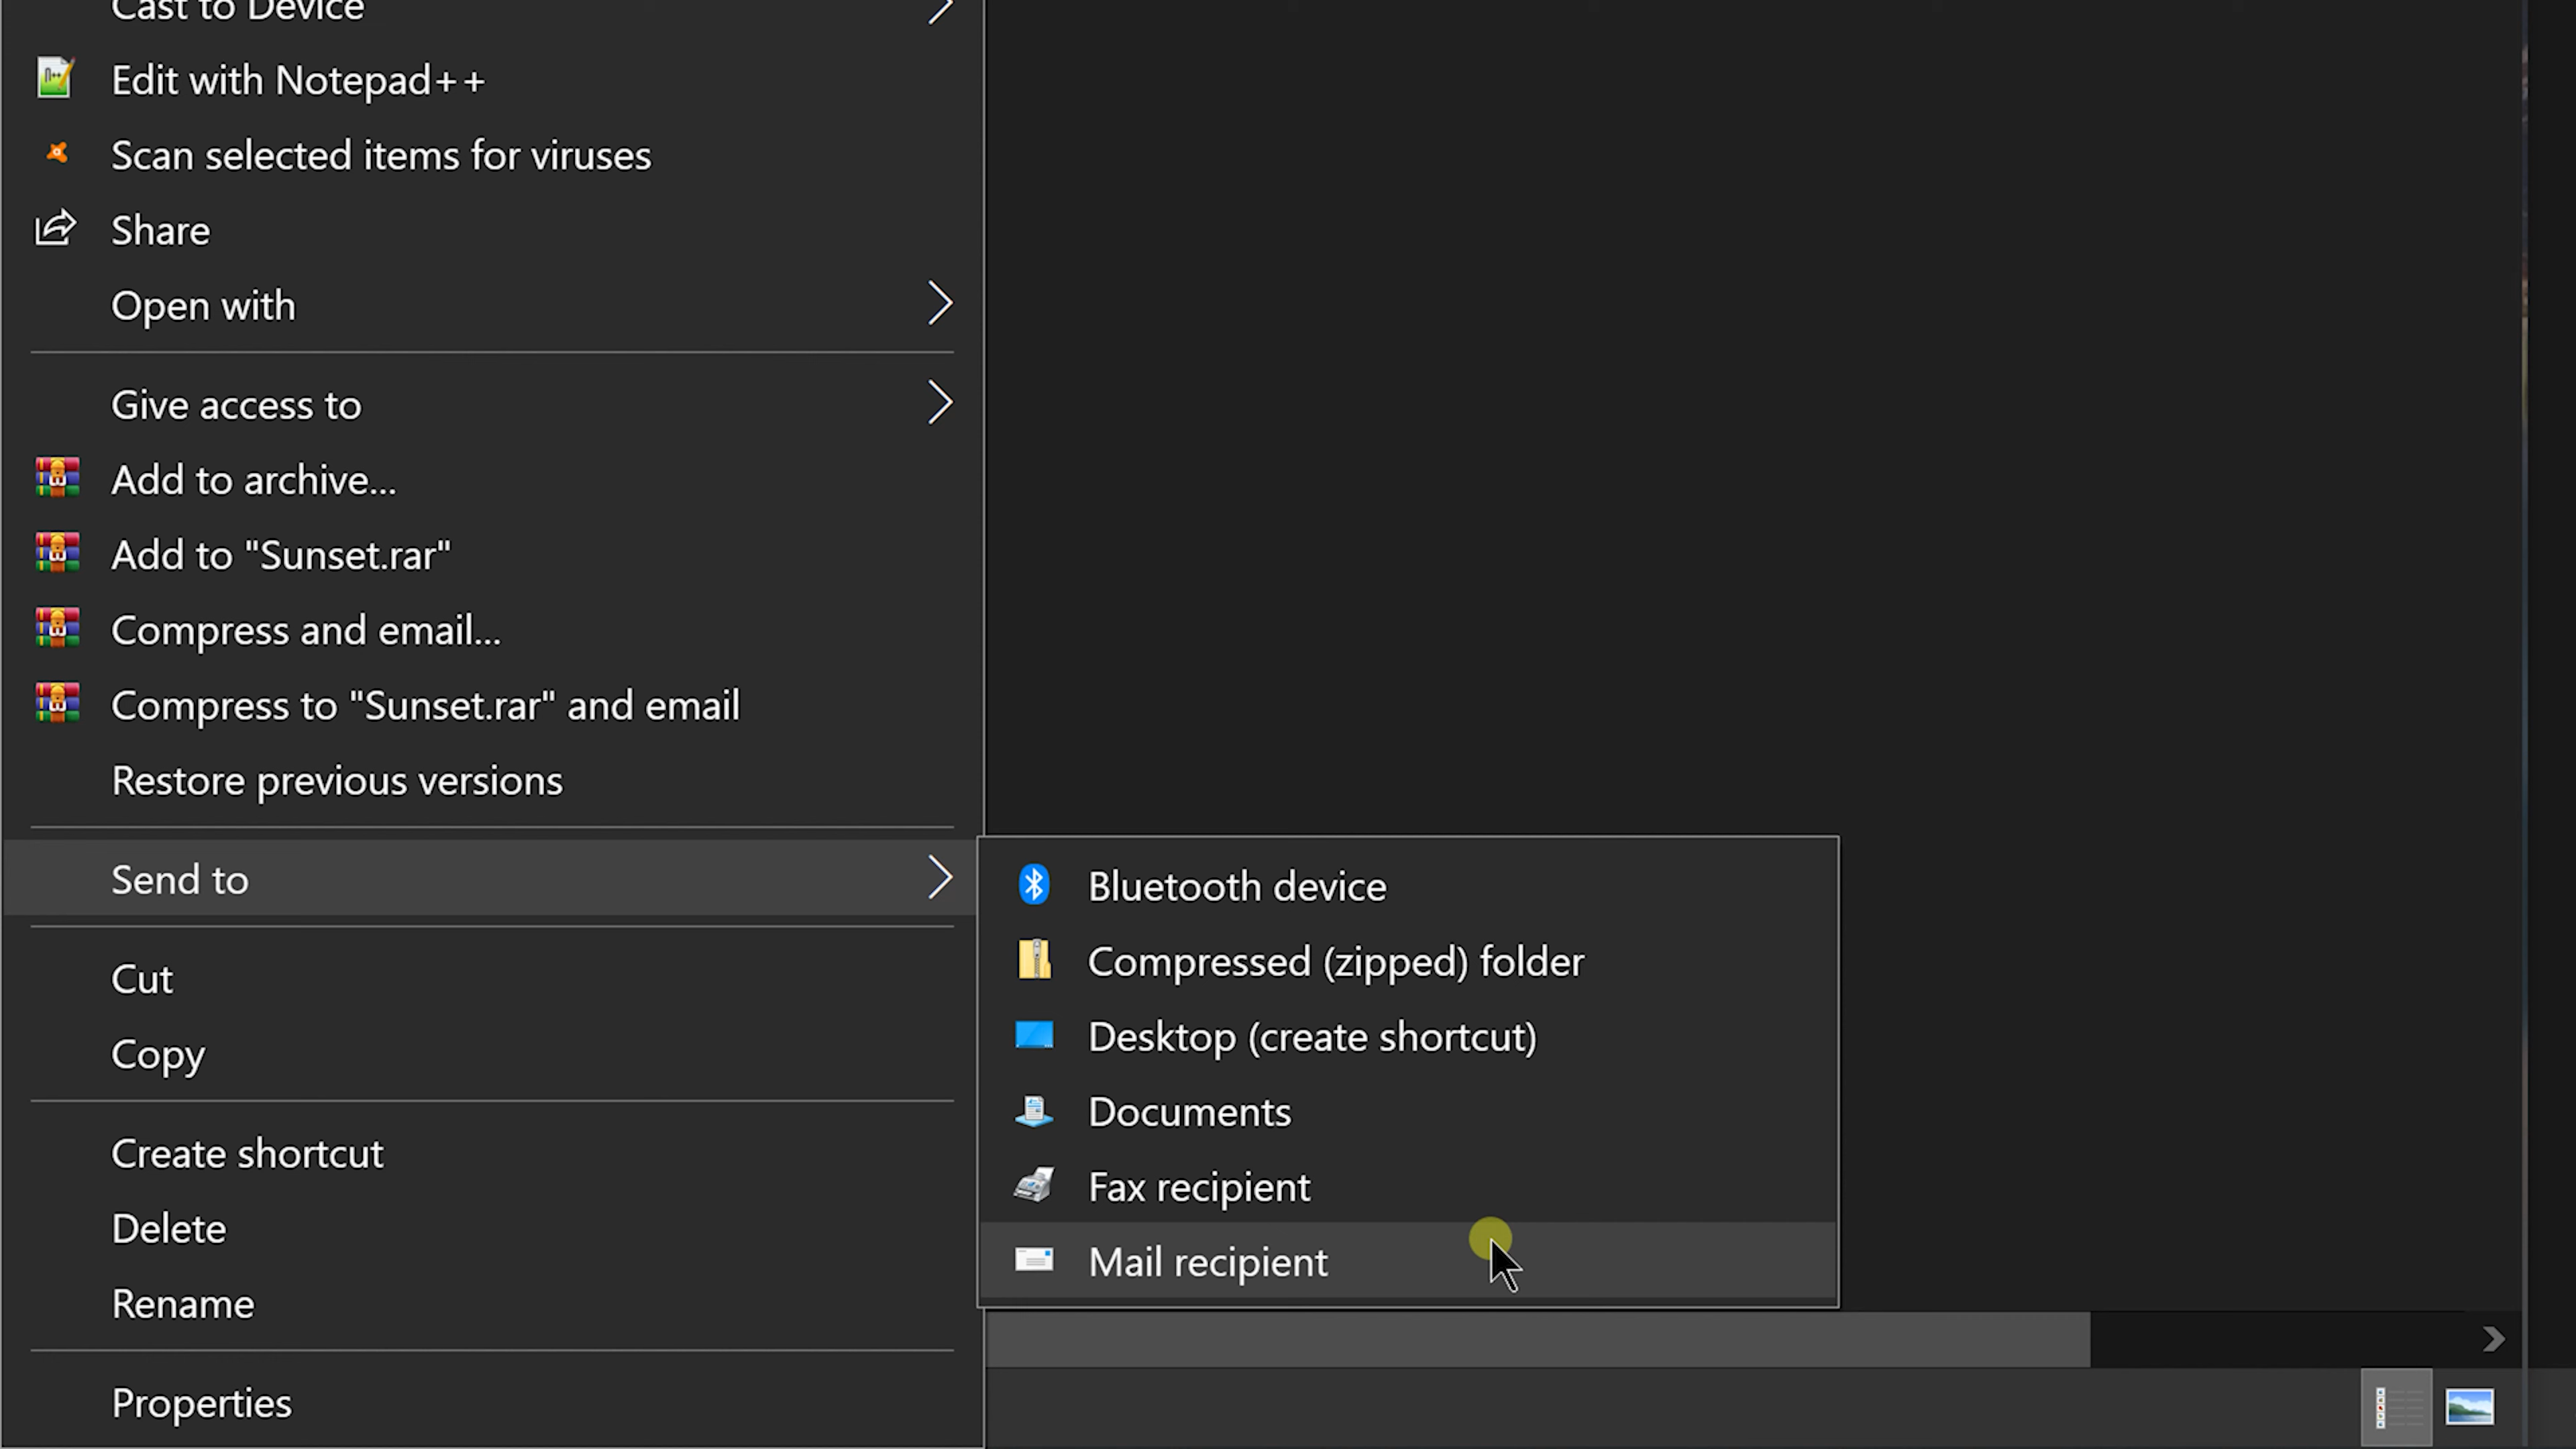 Cast to Device
Edit with Notepad++
Scan selected items for viruses
Share
Open with
Give access to
Add to archive...
Add to "Sunset.rar"
Compress and email...
Compress to "Sunset.rar" and email
Restore previous versions
Send to
Cut
Copy
Create shortcut
Delete
Rename
Properties
Bluetooth device
Compressed (zipped) folder
Desktop (create shortcut)
Documents
Fax recipient
Mail recipient